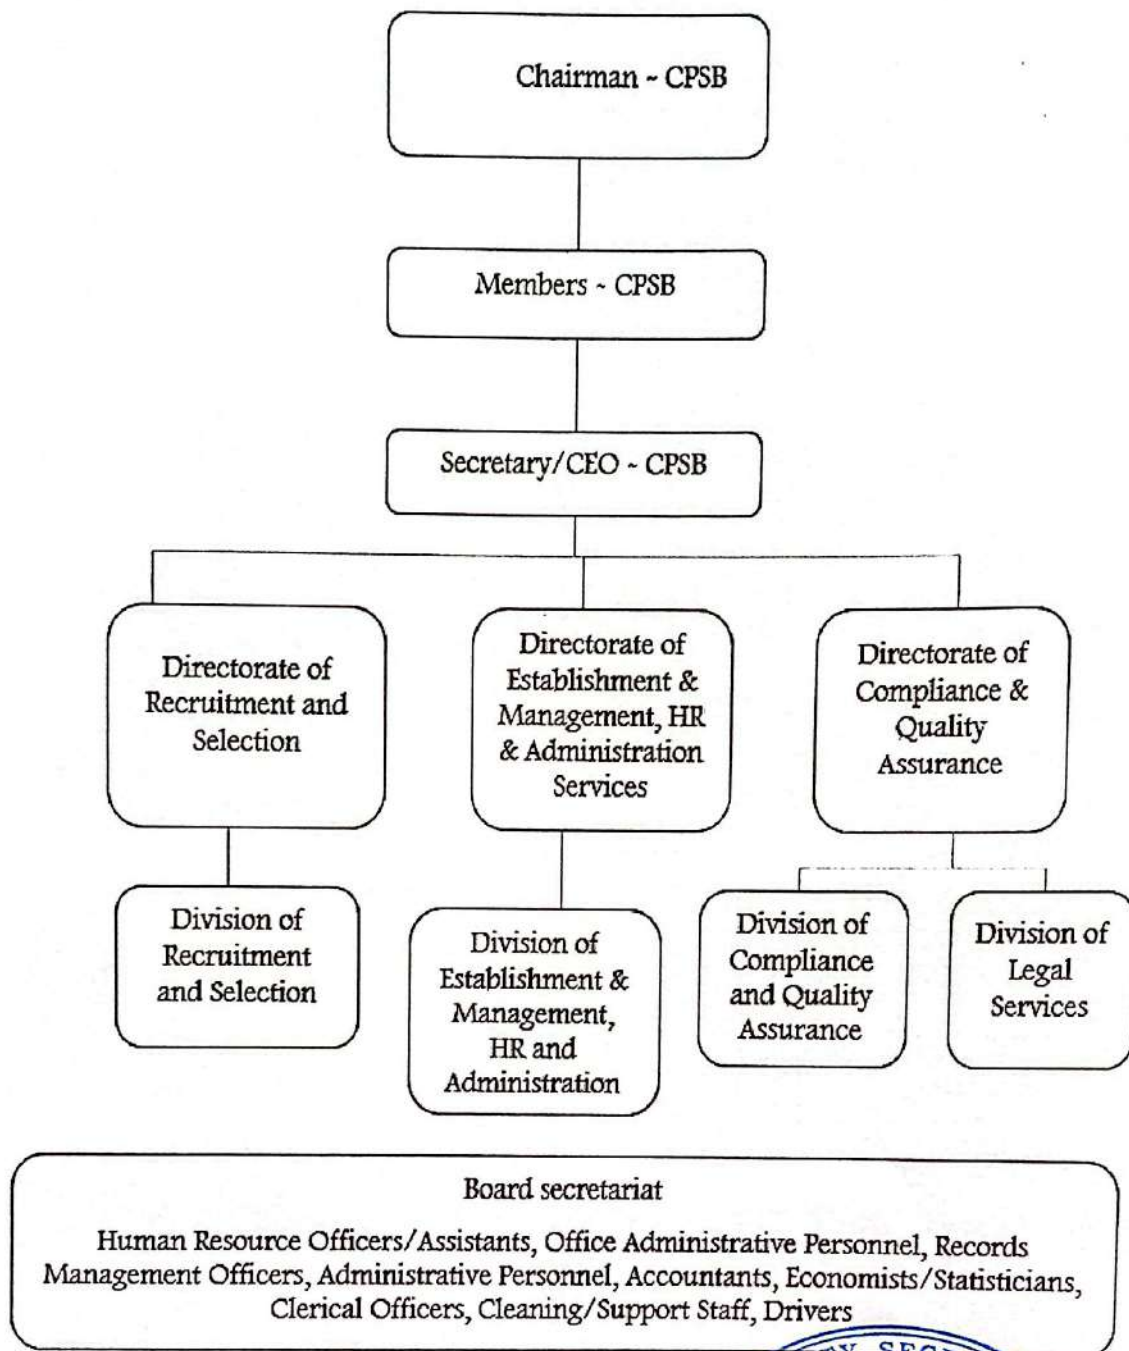 Chairman ~ CPSB
Members ~ CPSB
Secretary/CEO ~ CPSB
Directorate of
Recruitment and
Selection
Directorate of
Establishment &
Management, HR
& Administration
Services
Directorate of
Compliance &
Quality
Assurance
Division of
Recruitment
and Selection
Division of
Establishment &
Management,
HR and
Administration
Division of
Compliance
and Quality
Assurance
Division of
Legal
Services
Board secretariat
Human Resource Officers/Assistants, Office Administrative Personnel, Records
Management Officers, Administrative Personnel, Accountants, Economists/Statisticians,
Clerical Officers, Cleaning/Support Staff, Drivers